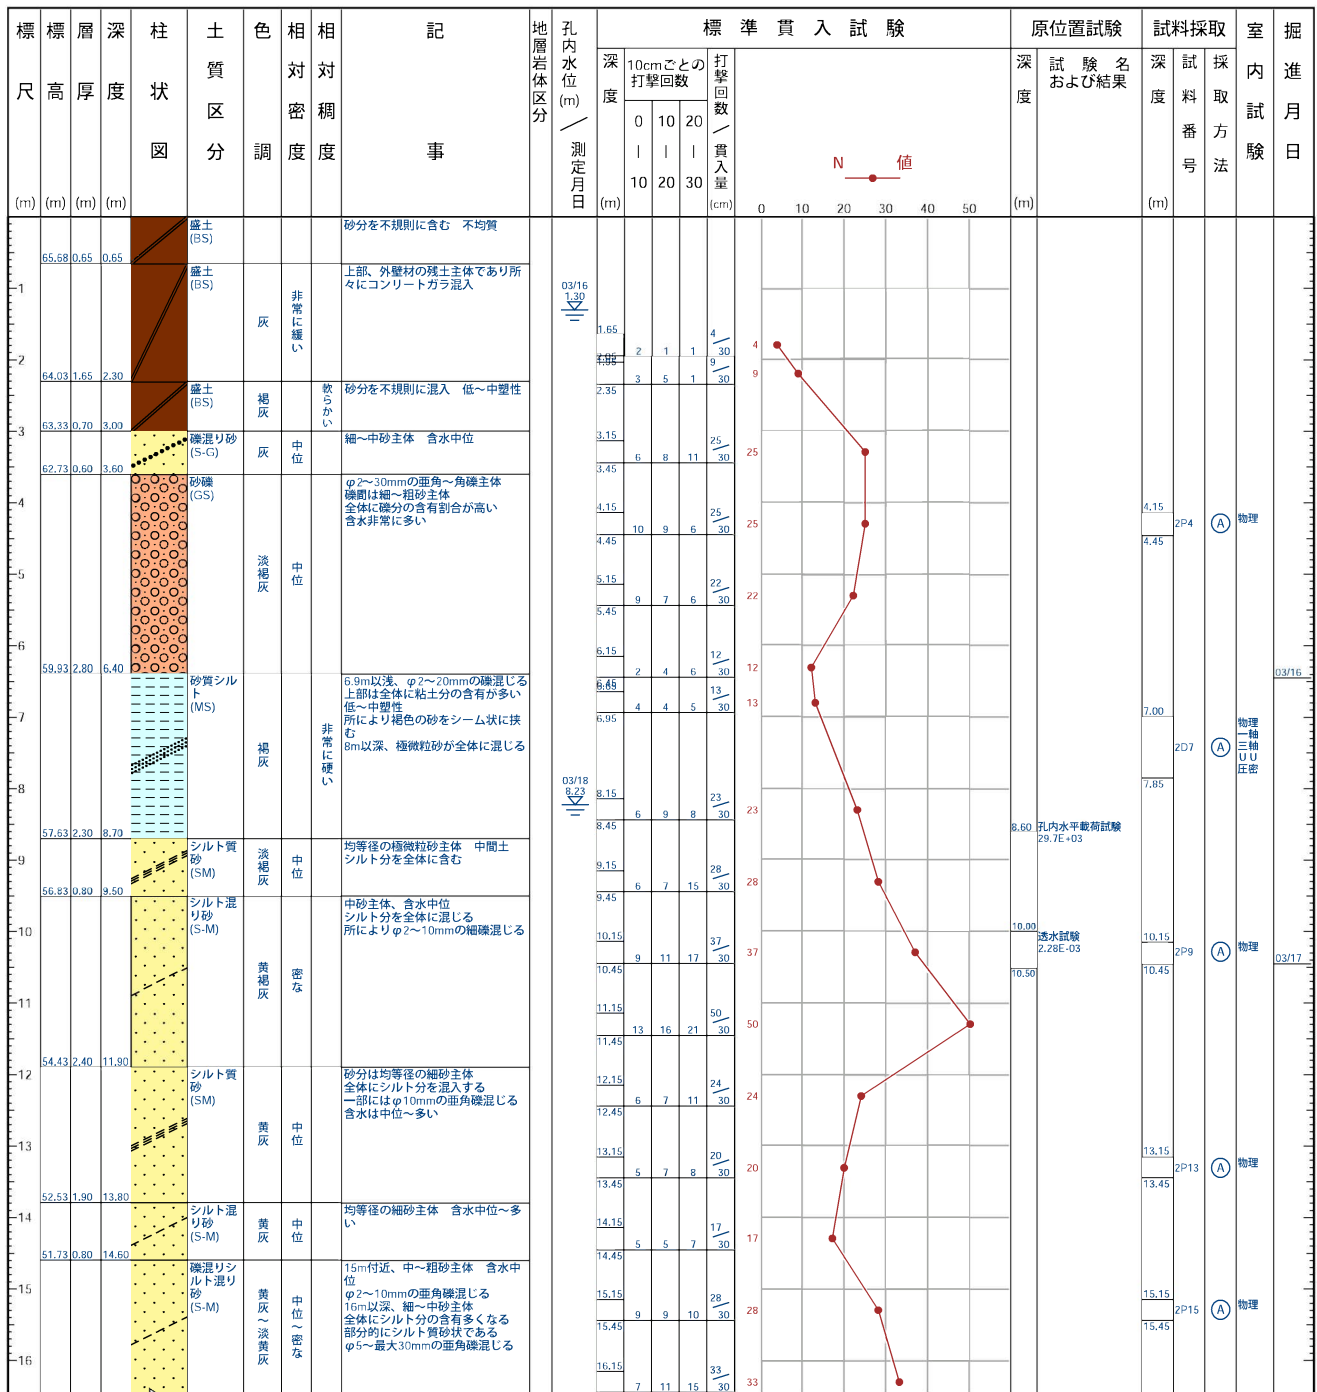 標尺 (m)
標高 (m)
層厚 (m)
深度 (m)
柱状図
土質区分
色調
相対密度
相対稠度
記事
地層岩体区分
孔内水位(m)／測定月日
標準貫入試験
深度 (m)
10cmごとの
打撃回数
0｜10
10｜20
20｜30
打撃回数／貫入量 (cm)
N 値
0 10 20 30 40 50
原位置試験
深度 (m)
試験名
および結果
試料採取
深度 (m)
試料番号
採取方法
室内試験
掘進月日
盛土
(BS)
砂分を不規則に含む 不均質
65.68 0.65 0.65
盛土
(BS)
灰
非常に緩い
上部、外壁材の残土主体であり所
々にコンリートガラ混入
64.03 1.65 2.30
盛土
(BS)
褐灰
軟らかい
砂分を不規則に混入 低～中塑性
63.33 0.70 3.00
礫混り砂
(S-G)
灰
中位
細～中砂主体 含水中位
62.73 0.60 3.60
砂礫
(GS)
淡褐灰
中位
φ2～30mmの亜角～角礫主体
礫間は細～粗砂主体
全体に礫分の含有割合が高い
含水非常に多い
59.93 2.80 6.40
砂質シル
ト
(MS)
褐灰
非常に硬い
6.9m以浅、φ2～20mmの礫混じる
上部は全体に粘土分の含有が多い
低～中塑性
所により褐色の砂をシーム状に挟
む
8m以深、極微粒砂が全体に混じる
57.63 2.30 8.70
シルト質
砂
(SM)
淡褐灰
中位
均等径の極微粒砂主体 中間土
シルト分を全体に含む
56.83 0.80 9.50
シルト混
り砂
(S-M)
黄褐灰
密な
中砂主体、含水中位
シルト分を全体に混じる
所によりφ2～10mmの細礫混じる
54.43 2.40 11.90
シルト質
砂
(SM)
黄灰
中位
砂分は均等径の細砂主体
全体にシルト分を混入する
一部にはφ10mmの亜角礫混じる
含水は中位～多い
52.53 1.90 13.80
シルト混
り砂
(S-M)
黄灰
中位
均等径の細砂主体 含水中位～多
い
51.73 0.80 14.60
礫混りシ
ルト混り
砂
(S-M)
黄灰～淡黄灰
中位～密な
15m付近、中～粗砂主体 含水中
位
φ2～10mmの亜角礫混じる
16m以深、細～中砂主体
全体にシルト分の含有多くなる
部分的にシルト質砂状である
φ5～最大30mmの亜角礫混じる
1
2
3
4
5
6
7
8
9
10
11
12
13
14
15
16
03/16
1.30
03/18
8.23
1.65
2 1 1 4/30 4
3 5 1 9/30 9
2.35
3.15
6 8 11 25/30 25
3.45
4.15
10 9 6 25/30 25
4.45
5.15
9 7 6 22/30 22
5.45
6.15
2 4 6 12/30 12
6.45
6.65
4 4 5 13/30 13
6.95
8.15
6 9 8 23/30 23
8.45
9.15
6 7 15 28/30 28
9.45
10.15
9 11 17 37/30 37
10.45
11.15
13 16 21 50/30 50
11.45
12.15
6 7 11 24/30 24
12.45
13.15
5 7 8 20/30 20
13.45
14.15
5 5 7 17/30 17
14.45
15.15
9 9 10 28/30 28
15.45
16.15
7 11 15 33/30 33
8.60 孔内水平載荷試験
29.7E+03
10.00
透水試験
2.28E-03
10.50
4.15
2P4 A 物理
4.45
7.00
2D7 A
物理
一軸
三軸
UU
圧密
7.85
10.15
2P9 A 物理
10.45
13.15
2P13 A 物理
13.45
15.15
2P15 A 物理
15.45
03/16
03/17